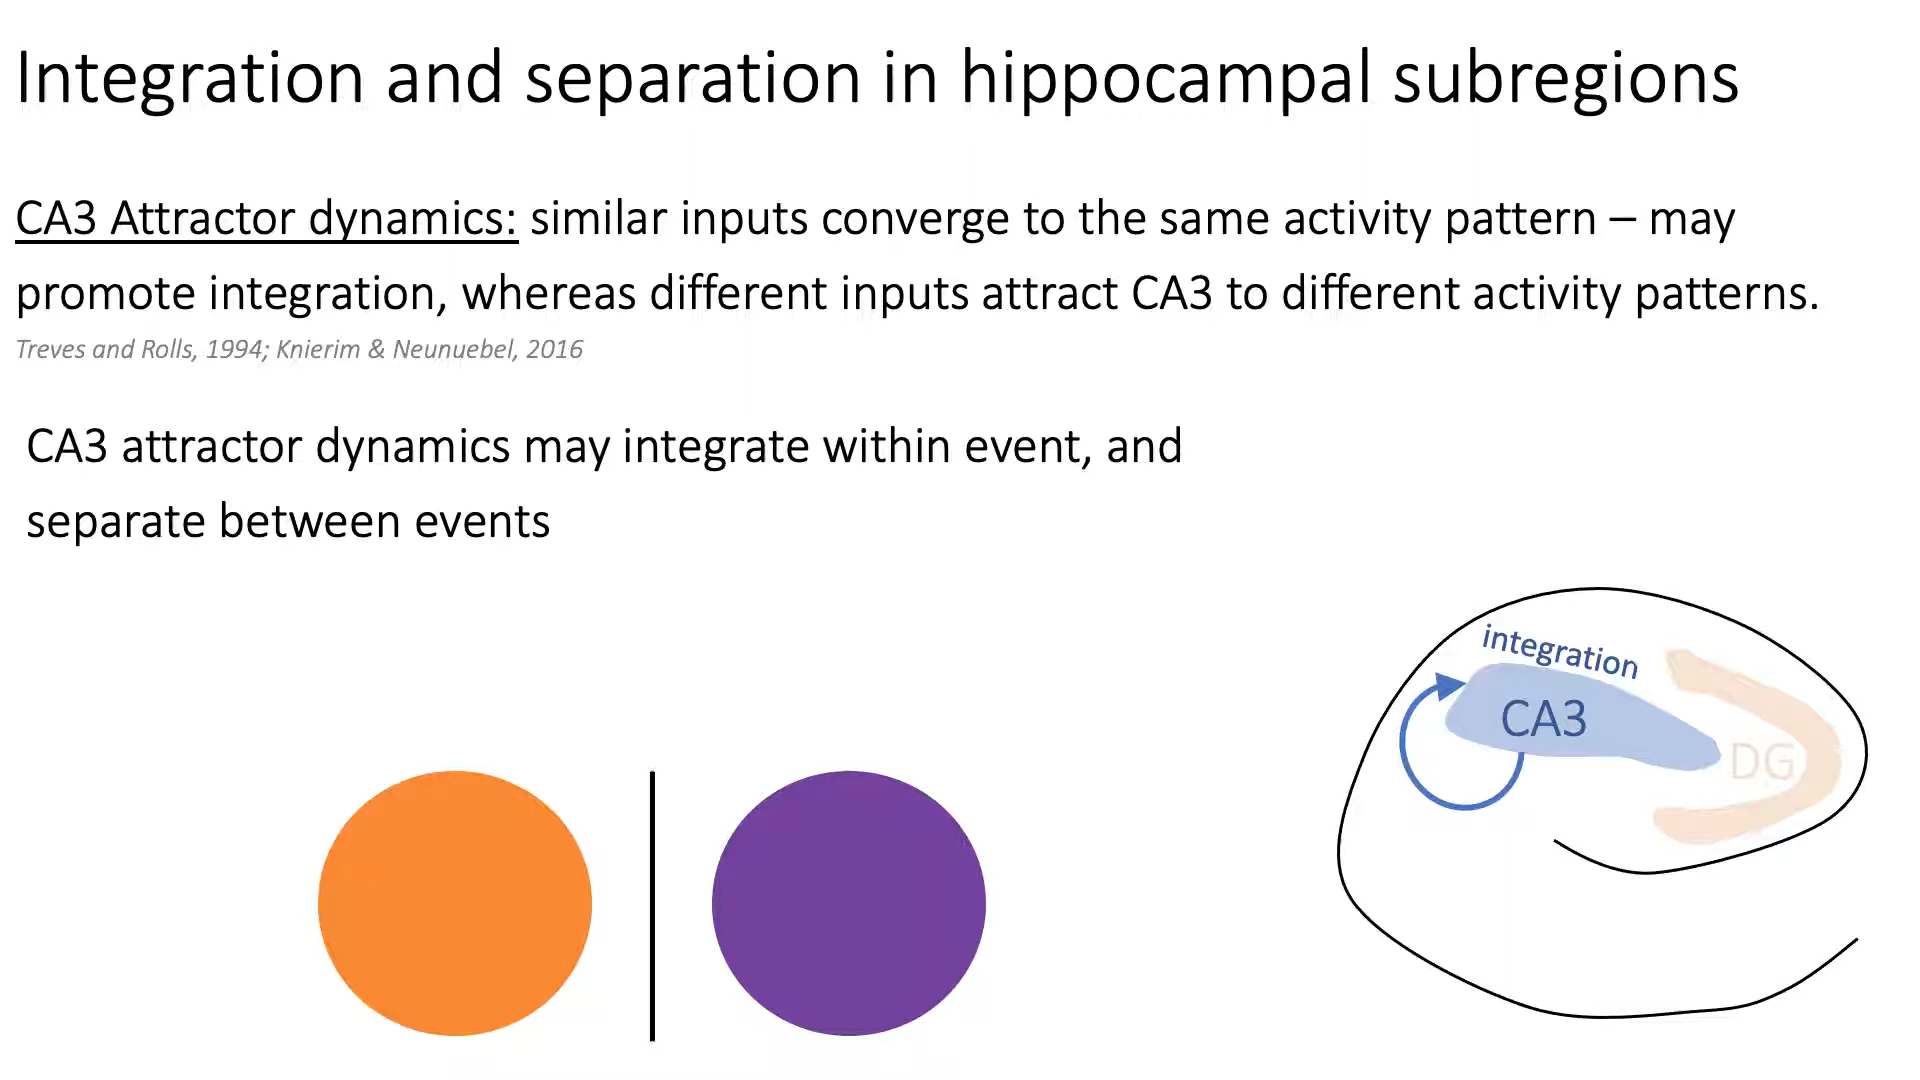 Integration and separation in hippocampal subregions
CA3 Attractor dynamics: similar inputs converge to the same activity pattern – may
promote integration, whereas different inputs attract CA3 to different activity patterns.
Treves and Rolls, 1994; Knierim & Neunuebel, 2016
CA3 attractor dynamics may integrate within event, and
separate between events
integration
CA3
DG